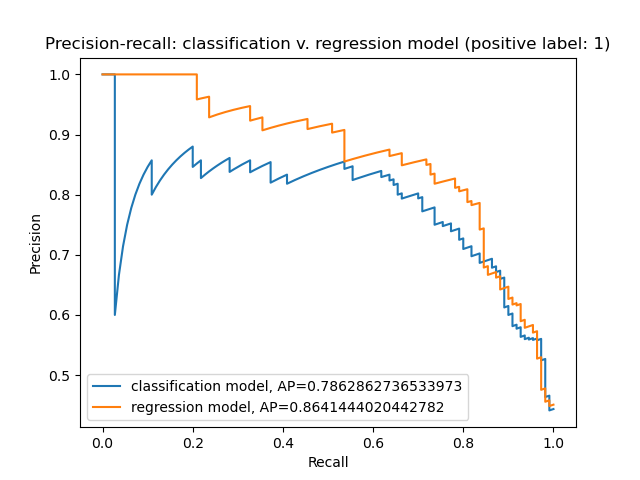 Precision-recall: classification v. regression model (positive label: 1)
1.0
0.9
0.8
0.7
0.6
0.5
Precision
classification model, AP=0.7862862736533973
regression model, AP=0.8641444020442782
0.0 0.2 0.4 0.6 0.8 1.0
Recall